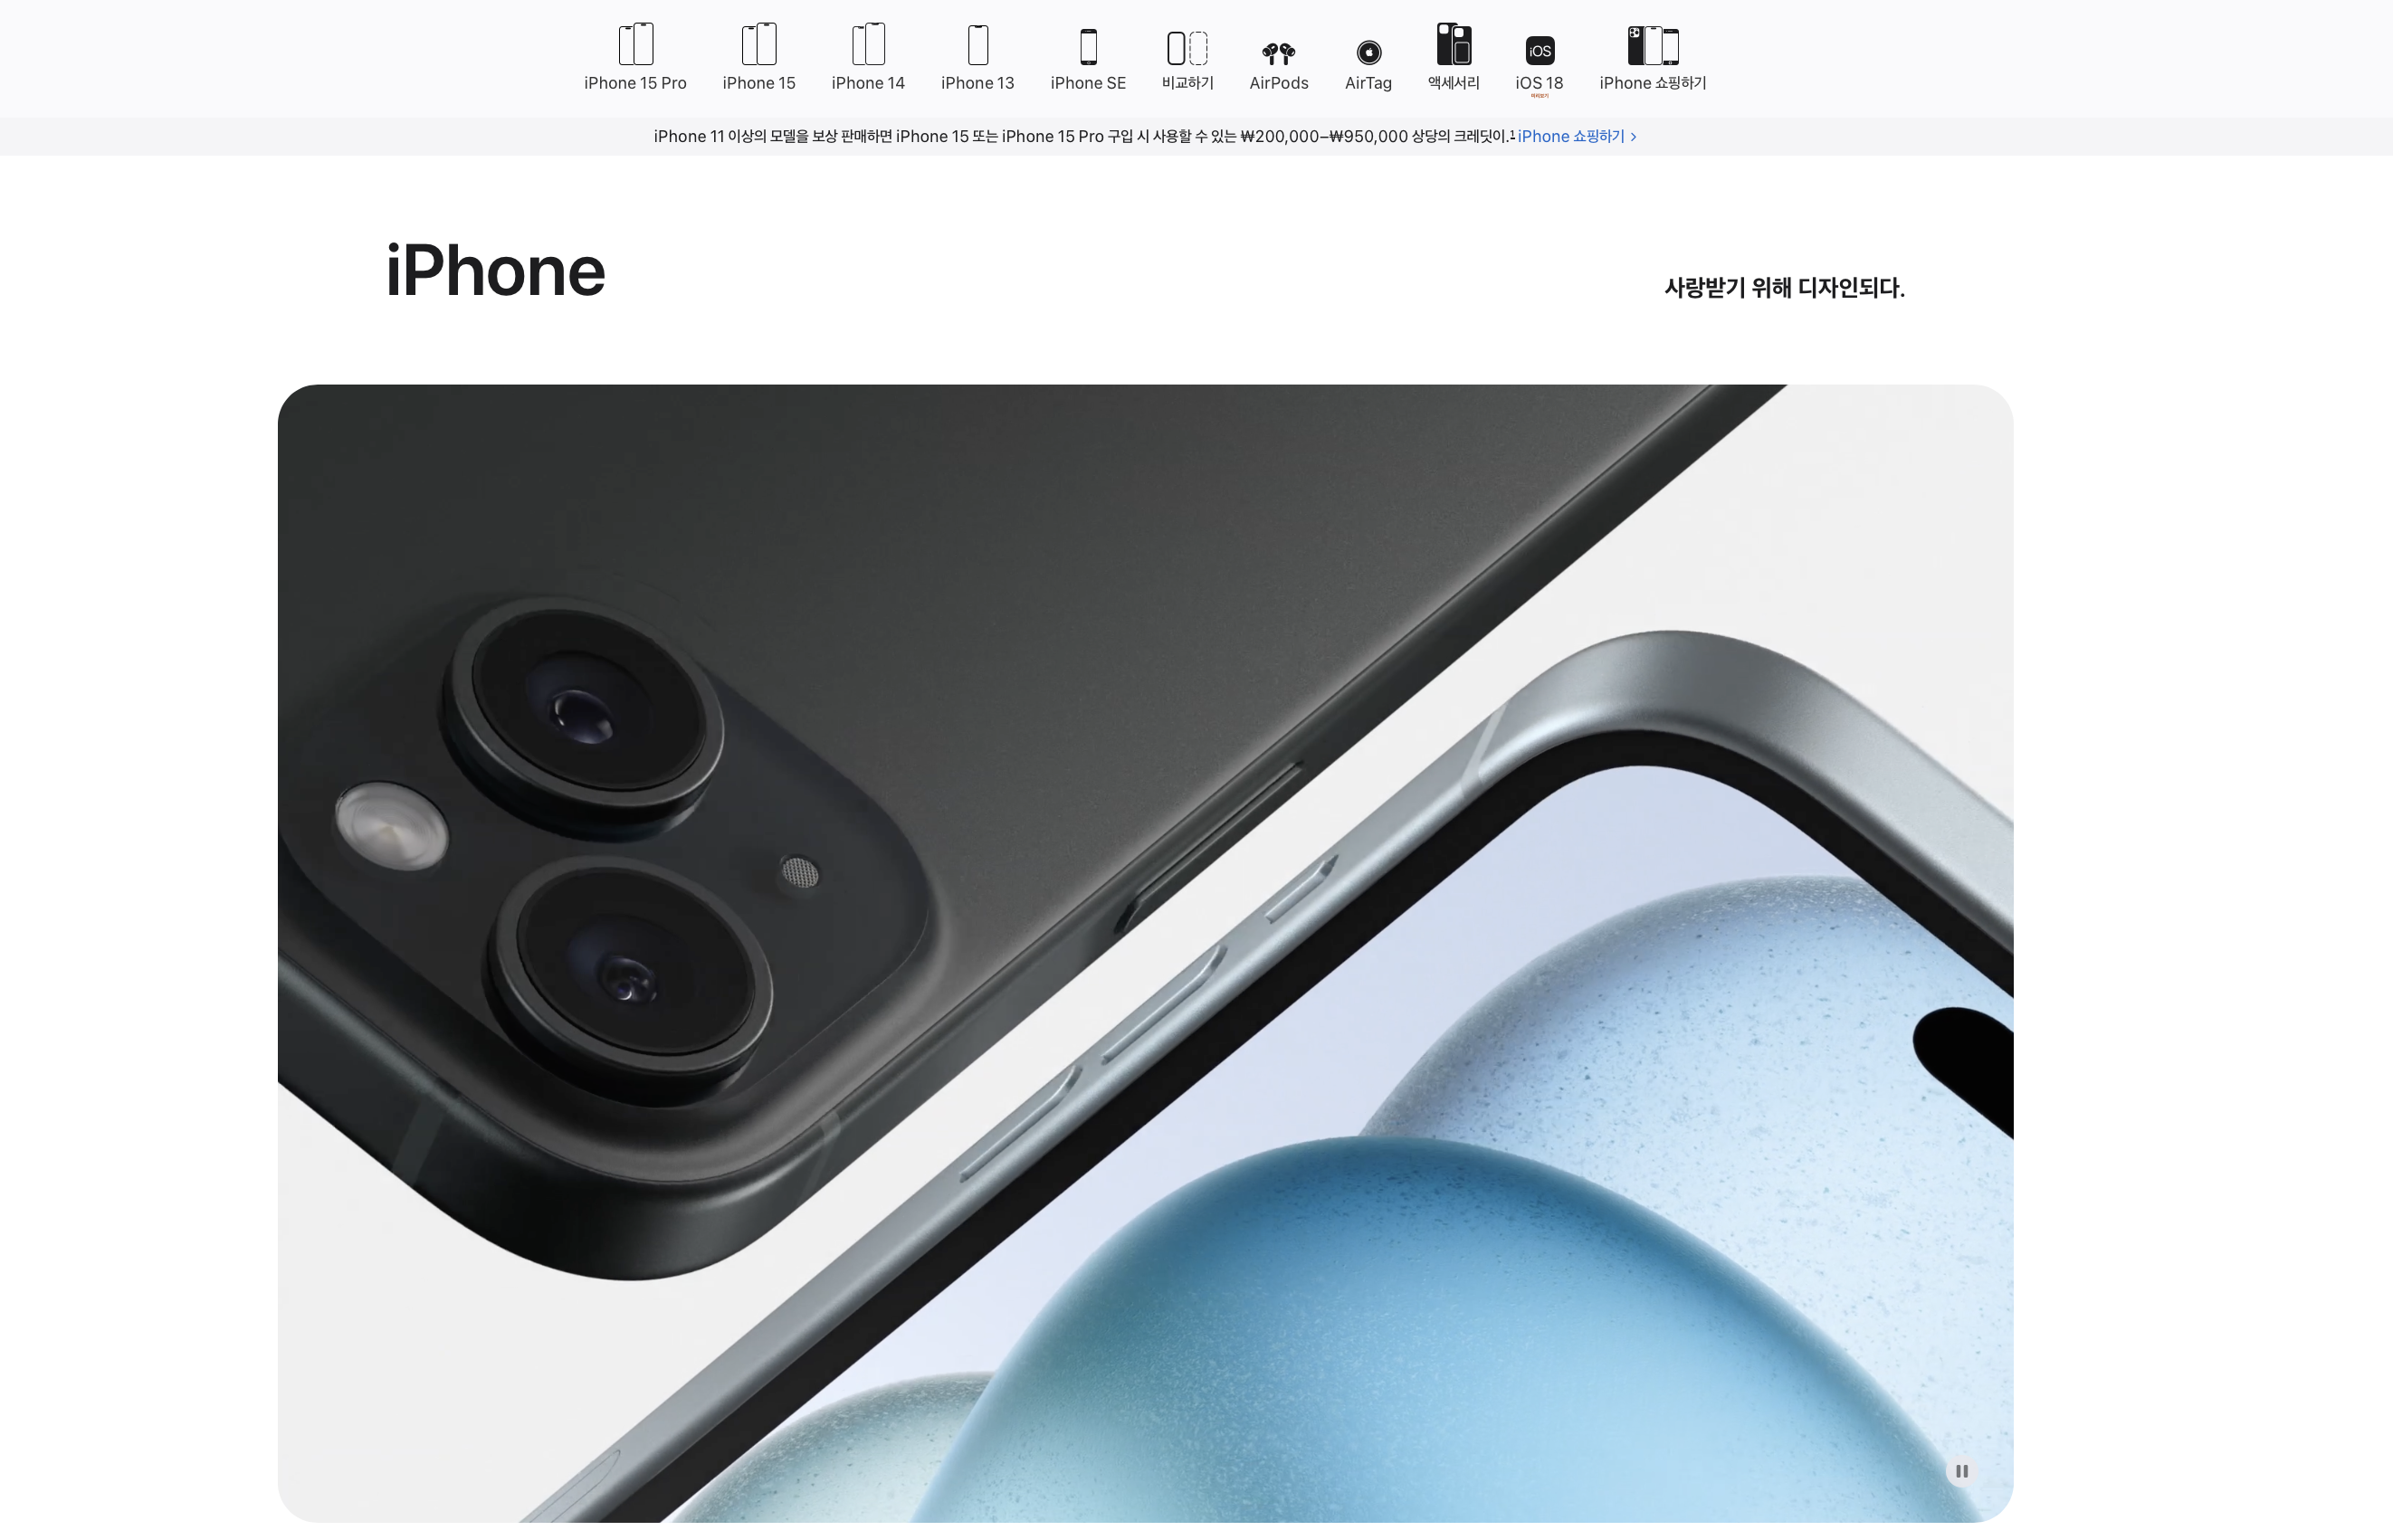 iPhone 15 Pro
iPhone 15
iPhone 14
iPhone 13
iPhone SE
비교하기
AirPods
AirTag
액세서리
iOS
iOS 18
미리보기
iPhone 쇼핑하기
iPhone 11 이상의 모델을 보상 판매하면 iPhone 15 또는 iPhone 15 Pro 구입 시 사용할 수 있는 ₩200,000–₩950,000 상당의 크레딧이.1 iPhone 쇼핑하기 >
iPhone
사랑받기 위해 디자인되다.